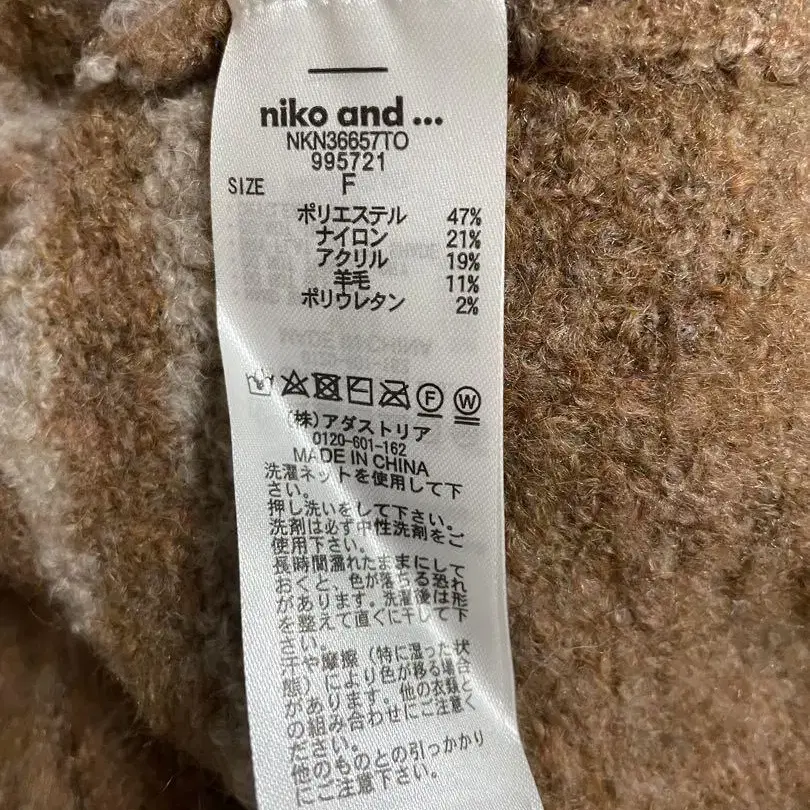 niko and ...
NKN36657TO
995721
SIZE F
ポリエステル 47%
ナイロン 21%
アクリル 19%
羊毛 11%
ポリウレタン 2%
F W
(株)アダストリア
0120-601-162
MADE IN CHINA
洗濯ネットを使用して下
さい。
押し洗いをして下さい。
洗剤は必ず中性洗剤をご
使用下さい。
長時間濡れたままにして
おくと、色が落ちる恐れ
があります。洗濯後は形
を整えて直ぐに干して下
さい。
汗や摩擦(特に湿った状
態)により色が移る場合
があります。他の衣類と
の組み合わせにご注意く
ださい。
他のものとの引っかかり
にご注意下さい。